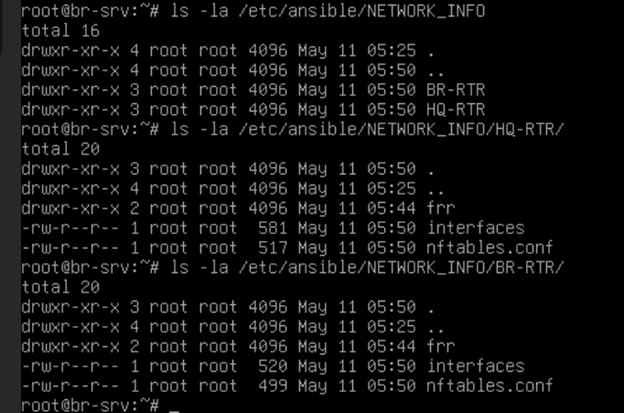 root@br-srv:~# ls -la /etc/ansible/NETWORK_INFO
total 16
drwxr-xr-x 4 root root 4096 May 11 05:25 .
drwxr-xr-x 4 root root 4096 May 11 05:50 ..
drwxr-xr-x 3 root root 4096 May 11 05:50 BR-RTR
drwxr-xr-x 3 root root 4096 May 11 05:50 HQ-RTR
root@br-srv:~# ls -la /etc/ansible/NETWORK_INFO/HQ-RTR/
total 20
drwxr-xr-x 3 root root 4096 May 11 05:50 .
drwxr-xr-x 4 root root 4096 May 11 05:25 ..
drwxr-xr-x 2 root root 4096 May 11 05:44 frr
-rw-r--r-- 1 root root  581 May 11 05:50 interfaces
-rw-r--r-- 1 root root  517 May 11 05:50 nftables.conf
root@br-srv:~# ls -la /etc/ansible/NETWORK_INFO/BR-RTR/
total 20
drwxr-xr-x 3 root root 4096 May 11 05:50 .
drwxr-xr-x 4 root root 4096 May 11 05:25 ..
drwxr-xr-x 2 root root 4096 May 11 05:44 frr
-rw-r--r-- 1 root root  520 May 11 05:50 interfaces
-rw-r--r-- 1 root root  499 May 11 05:50 nftables.conf
root@br-srv:~# _